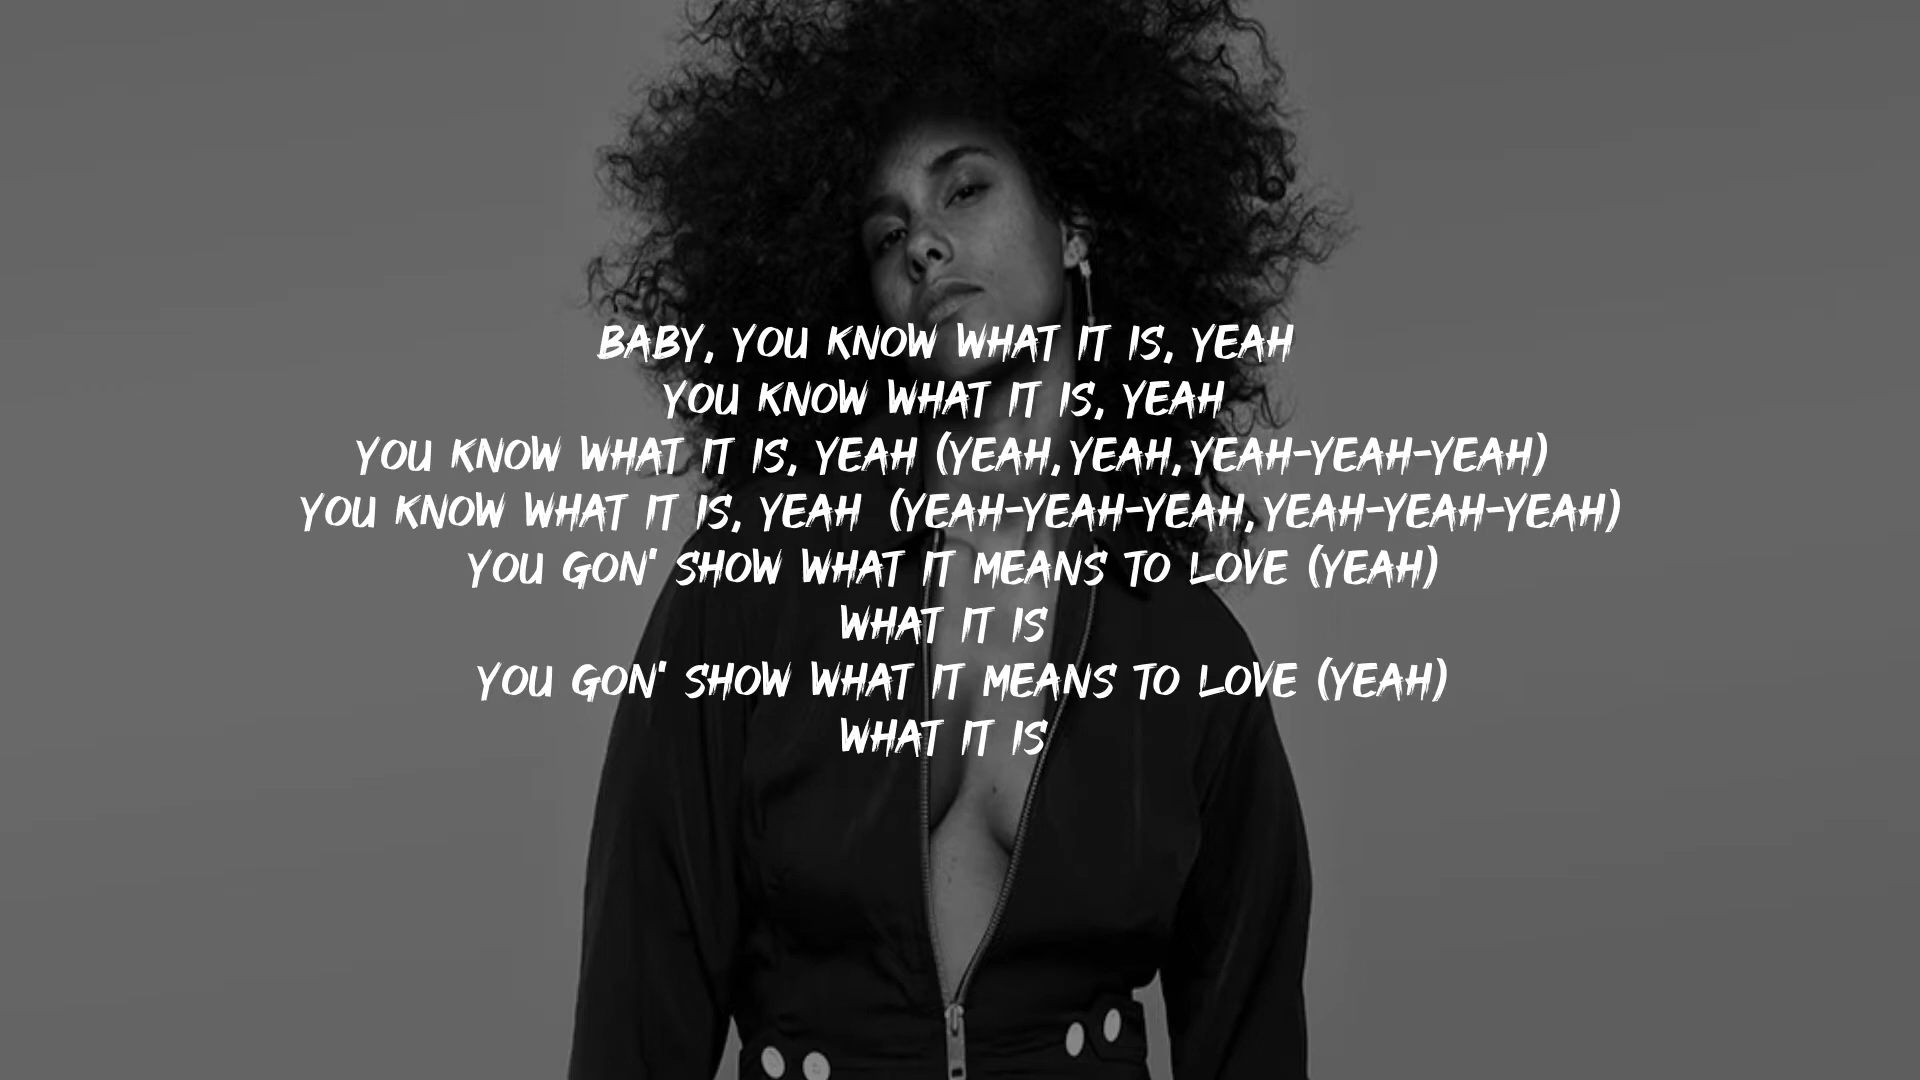 BABY, YOU KNOW WHAT IT IS, YEAH
YOU KNOW WHAT IT IS, YEAH
YOU KNOW WHAT IT IS, YEAH (YEAH, YEAH, YEAH-YEAH-YEAH)
YOU KNOW WHAT IT IS, YEAH (YEAH-YEAH-YEAH, YEAH-YEAH-YEAH)
YOU GON' SHOW WHAT IT MEANS TO LOVE (YEAH)
WHAT IT IS
YOU GON' SHOW WHAT IT MEANS TO LOVE (YEAH)
WHAT IT IS